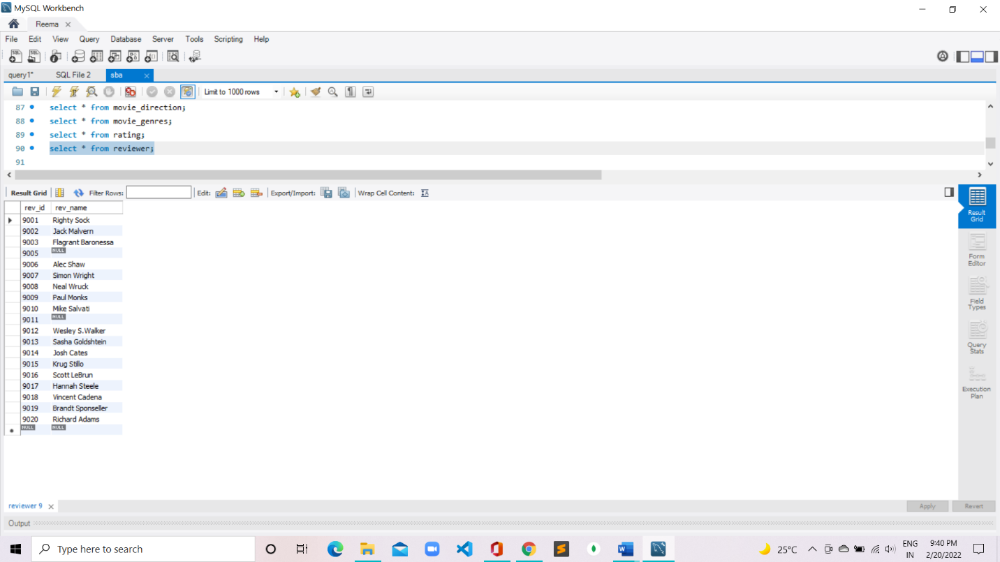 MySQL Workbench
Reema
File Edit View Query Database Server Tools Scripting Help
query1* SQL File 2 sba
Limit to 1000 rows
87 select * from movie_direction;
88 select * from movie_genres;
89 select * from rating;
90 select * from reviewer;
91
Result Grid Filter Rows: Edit: Export/Import: Wrap Cell Content:
rev_id rev_name
9001 Righty Sock
9002 Jack Malvern
9003 Flagrant Baronessa
9005 NULL
9006 Alec Shaw
9007 Simon Wright
9008 Neal Wruck
9009 Paul Monks
9010 Mike Salvati
9011 NULL
9012 Wesley S.Walker
9013 Sasha Goldshtein
9014 Josh Cates
9015 Krug Stillo
9016 Scott LeBrun
9017 Hannah Steele
9018 Vincent Cadena
9019 Brandt Sponseller
9020 Richard Adams
NULL NULL
Result
Grid
Form
Editor
Field
Types
Query
Stats
Execution
Plan
reviewer 9
Apply Revert
Output
Type here to search
25°C
ENG
IN
9:40 PM
2/20/2022